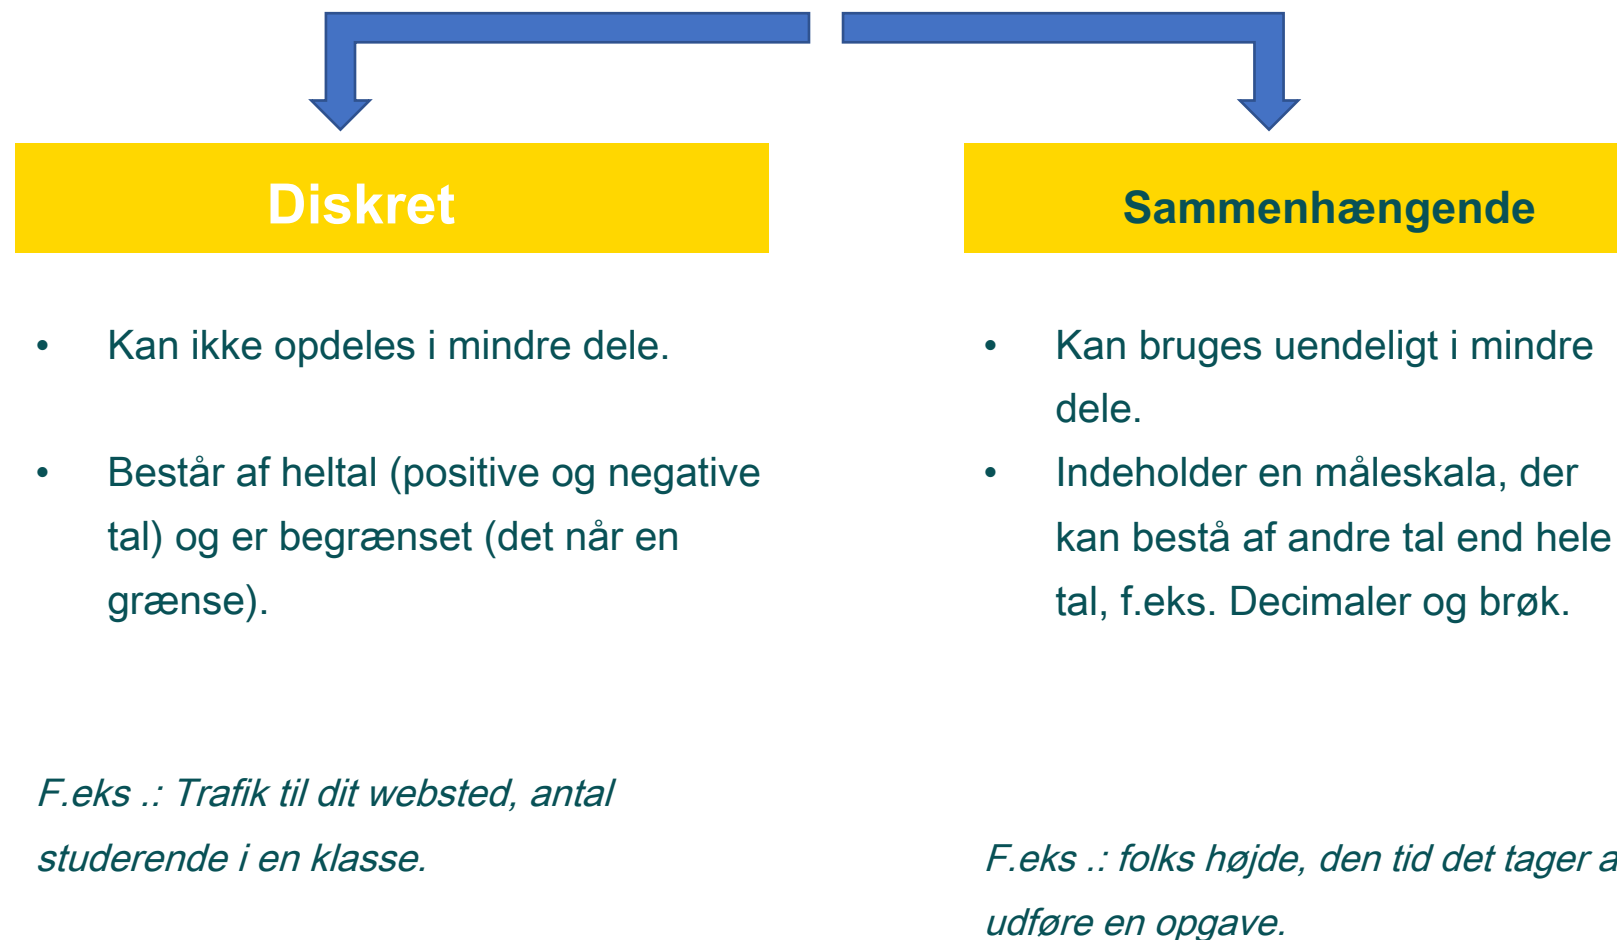 Diskret
• Kan ikke opdeles i mindre dele.
• Består af heltal (positive og negative
tal) og er begrænset (det når en
grænse).
F.eks .: Trafik til dit websted, antal
studerende i en klasse.
Sammenhængende
• Kan bruges uendeligt i mindre
dele.
• Indeholder en måleskala, der
kan bestå af andre tal end hele
tal, f.eks. Decimaler og brøk.
F.eks .: folks højde, den tid det tager a
udføre en opgave.